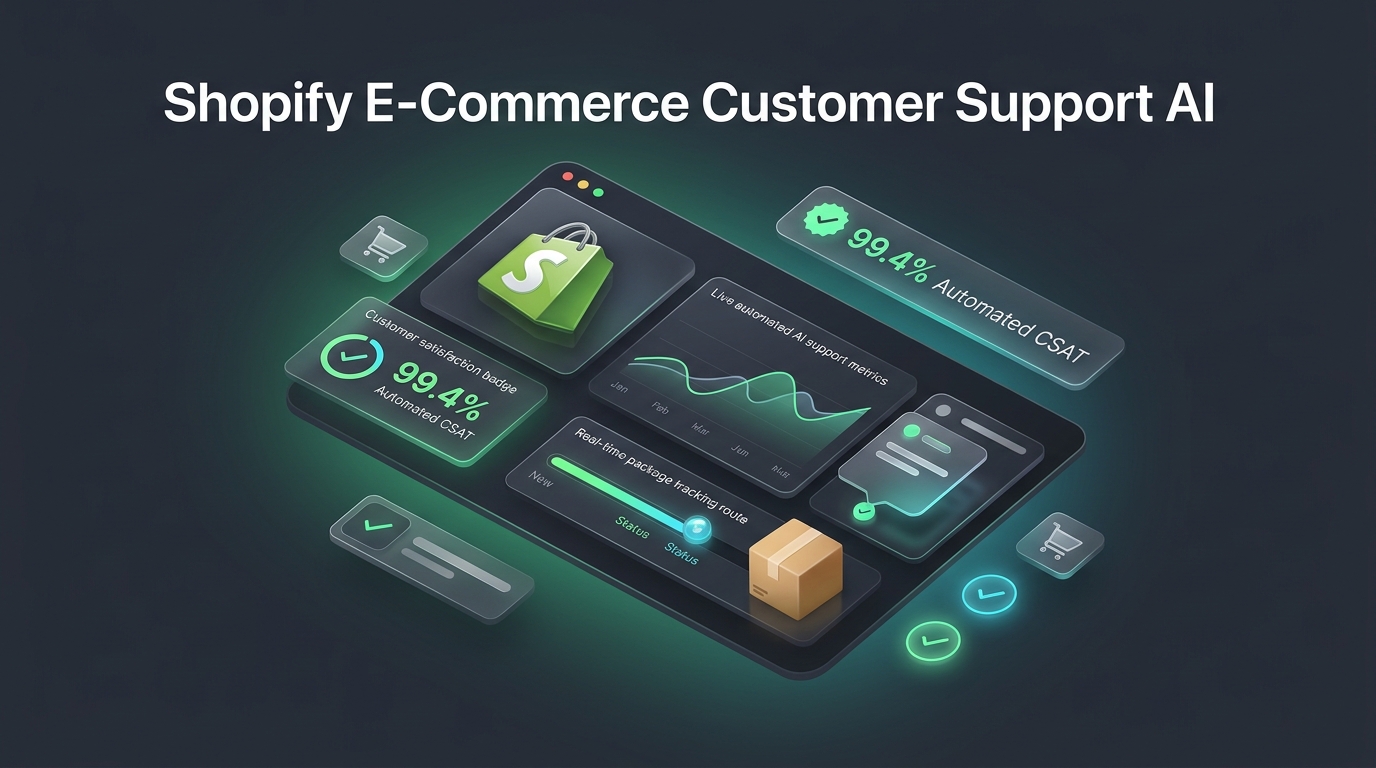 Shopify E-Commerce Customer Support AI
S
99.4% Automated CSAT
Customer satisfaction badge
99.4%
Automated CSAT
Live automated AI support metrics
Jan
Feb
Mar
Jun
Real-time package tracking route
New
Status
Status